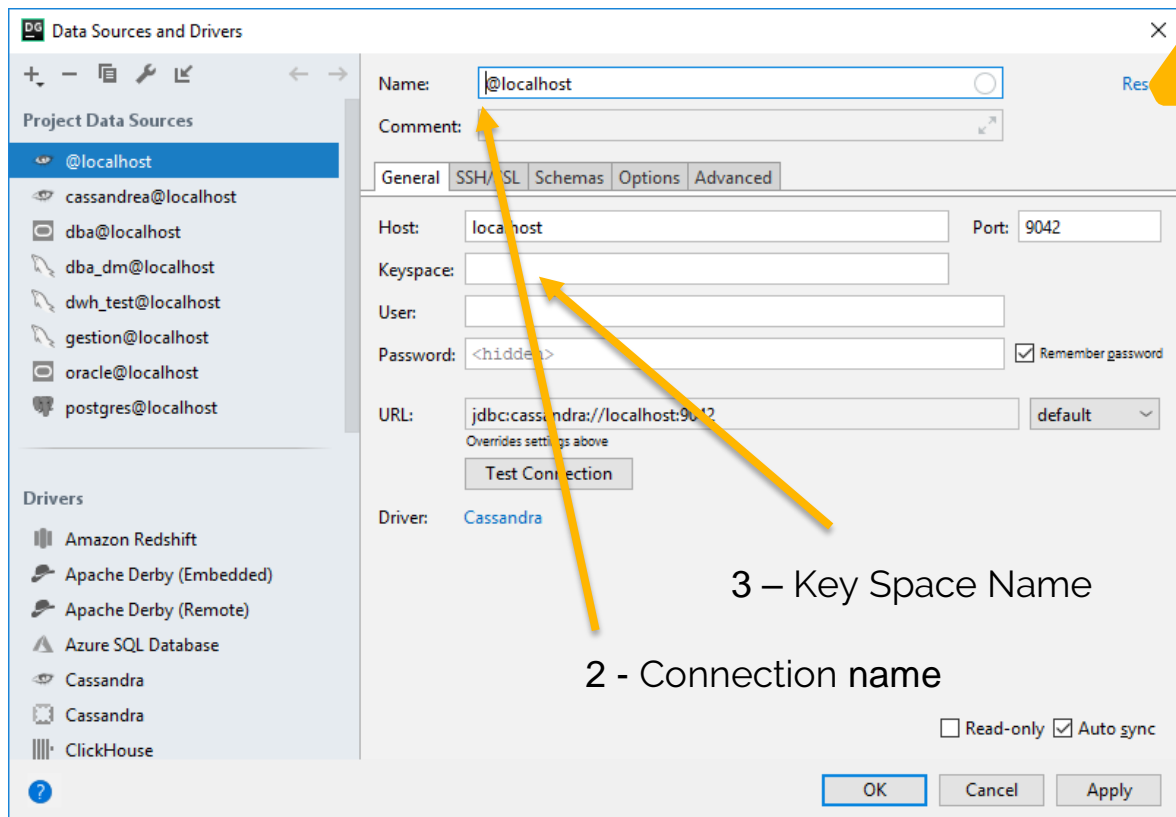 DG Data Sources and Drivers
Project Data Sources
@localhost
cassandrea@localhost
dba@localhost
dba_dm@localhost
dwh_test@localhost
gestion@localhost
oracle@localhost
postgres@localhost
Drivers
Amazon Redshift
Apache Derby (Embedded)
Apache Derby (Remote)
Azure SQL Database
Cassandra
Cassandra
ClickHouse
Name: @localhost
Comment:
General SSH/SSL Schemas Options Advanced
Host: localhost Port: 9042
Keyspace:
User:
Password: <hidden> Remember password
URL: jdbc:cassandra://localhost:9042 default
Overrides settings above
Test Connection
Driver: Cassandra
3 – Key Space Name
2 - Connection name
Read-only Auto sync
? OK Cancel Apply